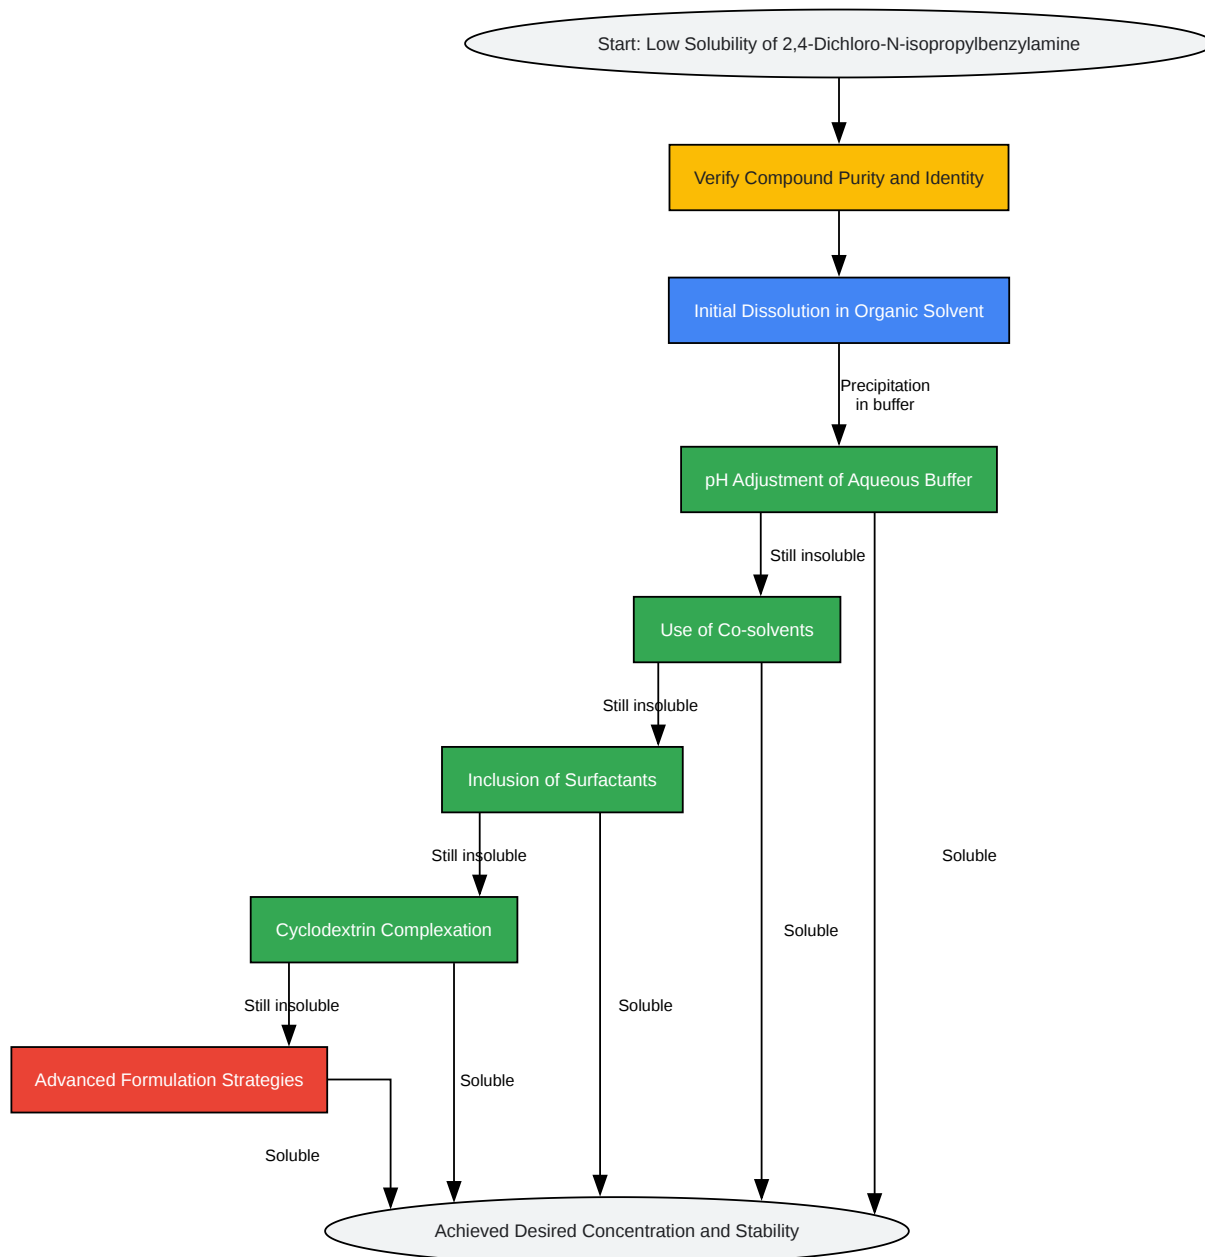 Start: Low Solubility of 2,4-Dichloro-N-isopropylbenzylamine
Verify Compound Purity and Identity
Initial Dissolution in Organic Solvent
Precipitation
in buffer
pH Adjustment of Aqueous Buffer
Still insoluble
Use of Co-solvents
Still insoluble
Inclusion of Surfactants
Still insoluble
Soluble
Cyclodextrin Complexation
Soluble
Still insoluble
Soluble
Advanced Formulation Strategies
Soluble
Soluble
Achieved Desired Concentration and Stability